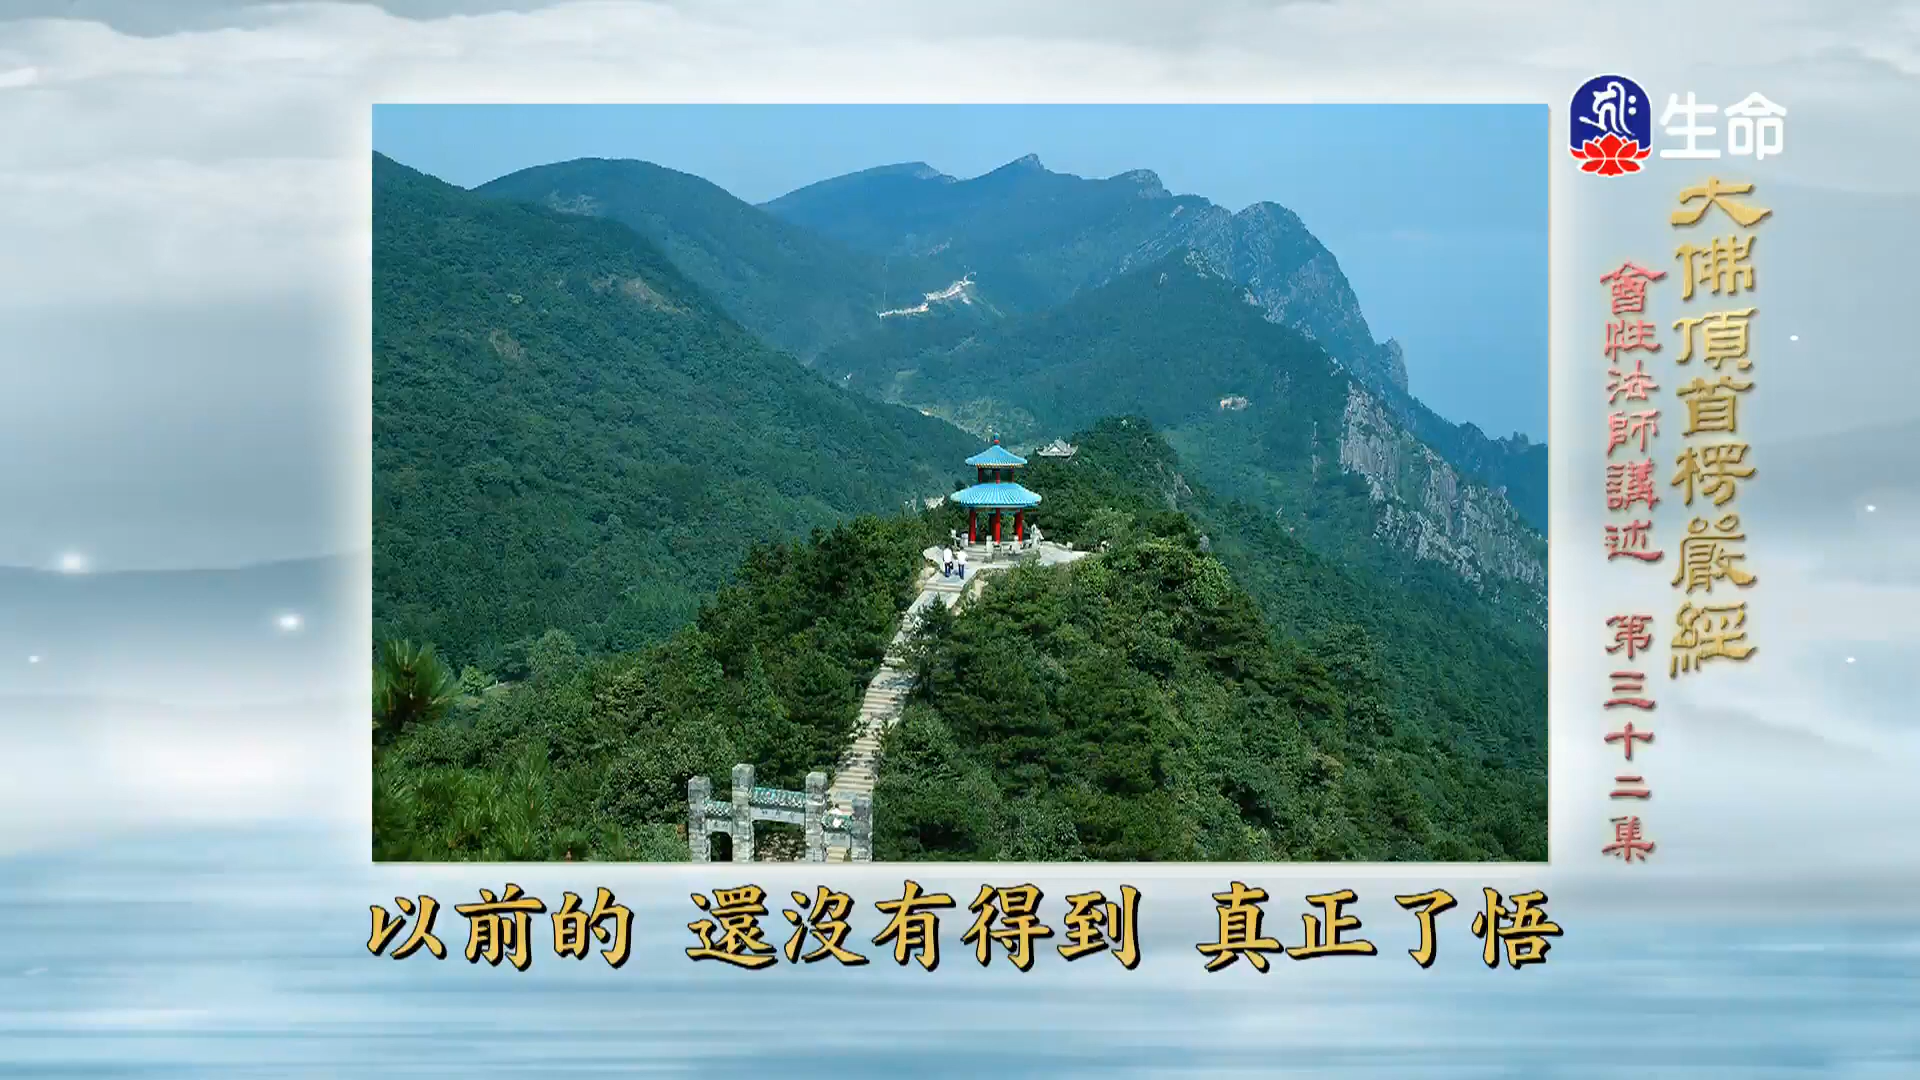 生命
大佛頂首楞嚴經
會性法師講述 第三十二集
以前的 還沒有得到 真正了悟